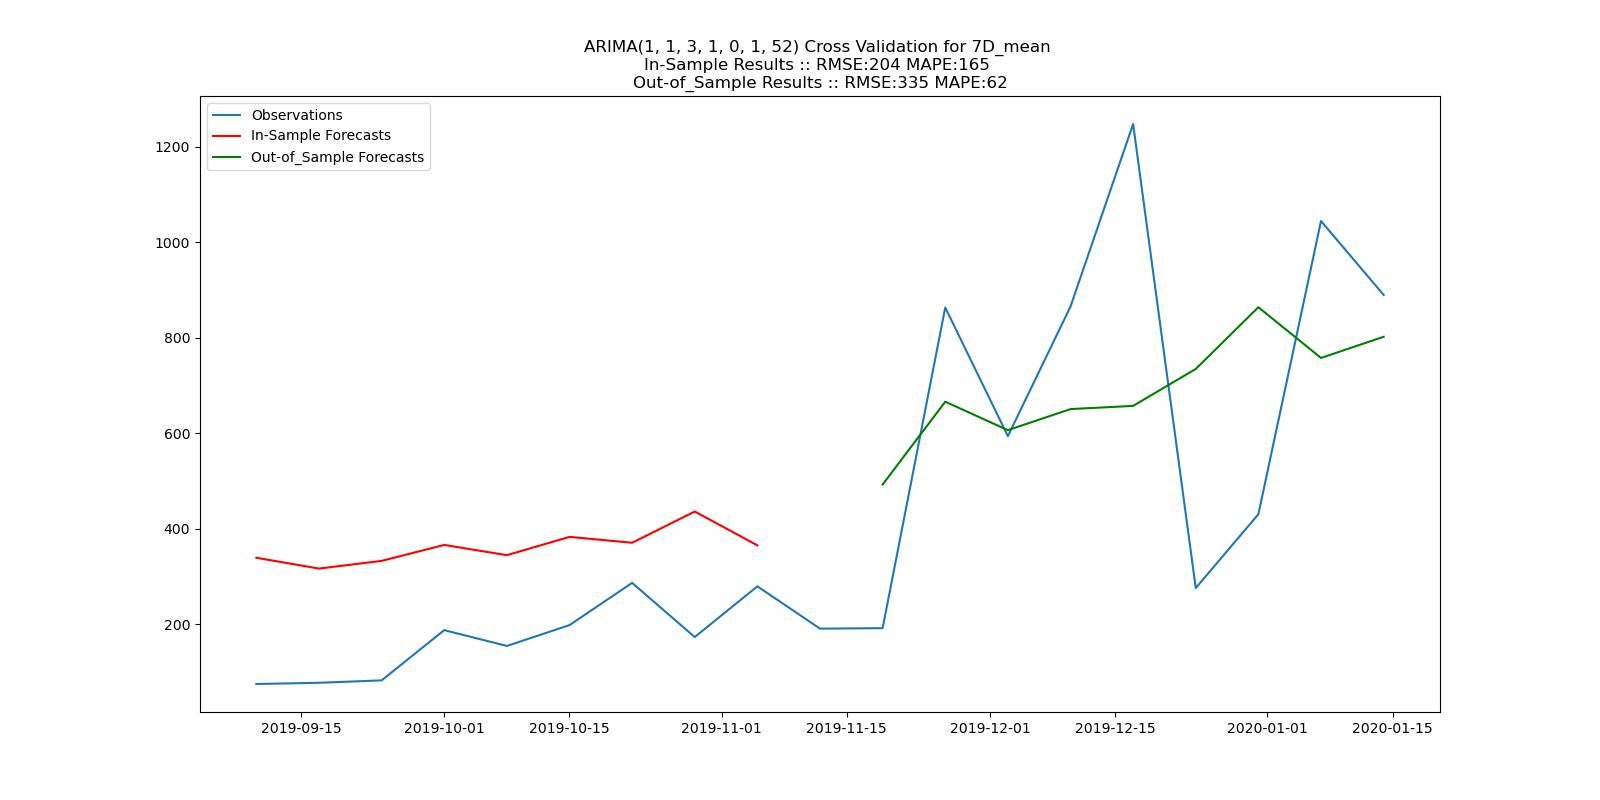 ARIMA(1, 1, 3, 1, 0, 1, 52) Cross Validation for 7D_mean
In-Sample Results :: RMSE:204 MAPE:165
Out-of_Sample Results :: RMSE:335 MAPE:62
Observations
In-Sample Forecasts
Out-of_Sample Forecasts
1200
1000
800
600
400
200
2019-09-15 2019-10-01 2019-10-15 2019-11-01 2019-11-15 2019-12-01 2019-12-15 2020-01-01 2020-01-15